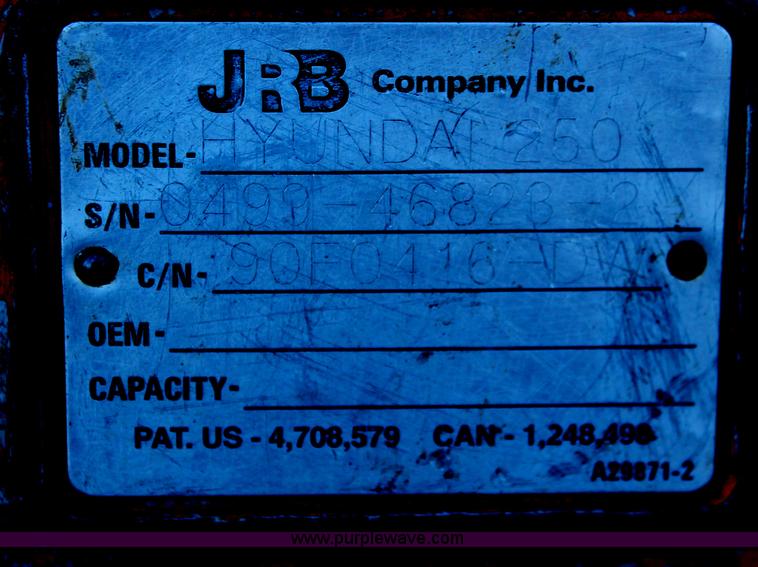 JRB Company Inc.
MODEL- HYUNDAI 250
S/N- 0499-46823-2
C/N- 90F0416-DW
OEM-
CAPACITY-
PAT. US - 4,708,579 CAN - 1,248,498
A29871-2
www.purplewave.com